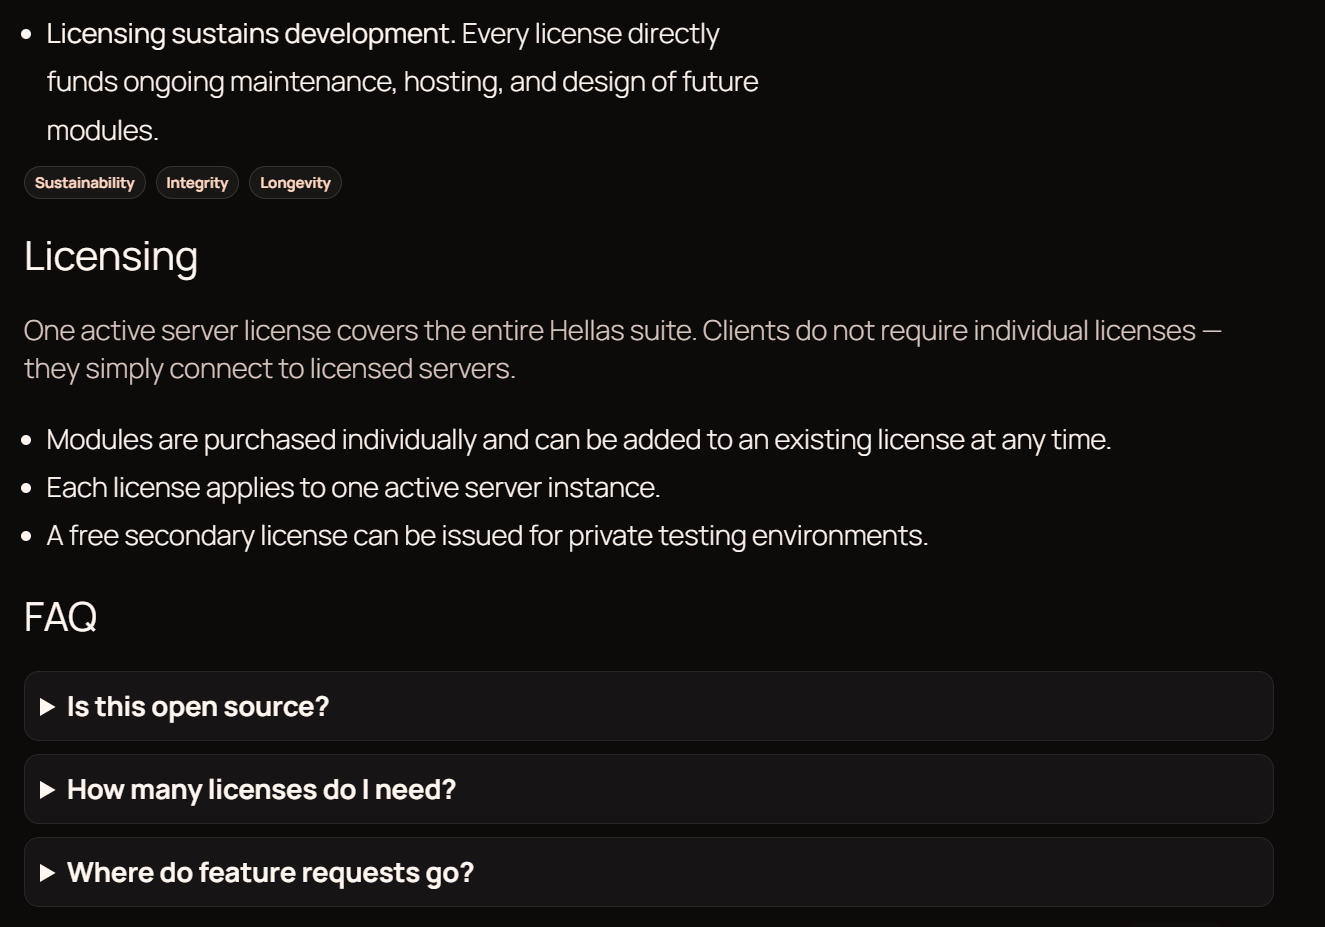 Licensing sustains development. Every license directly
funds ongoing maintenance, hosting, and design of future
modules.
Sustainability Integrity Longevity
Licensing
One active server license covers the entire Hellas suite. Clients do not require individual licenses —
they simply connect to licensed servers.
Modules are purchased individually and can be added to an existing license at any time.
Each license applies to one active server instance.
A free secondary license can be issued for private testing environments.
FAQ
Is this open source?
How many licenses do I need?
Where do feature requests go?